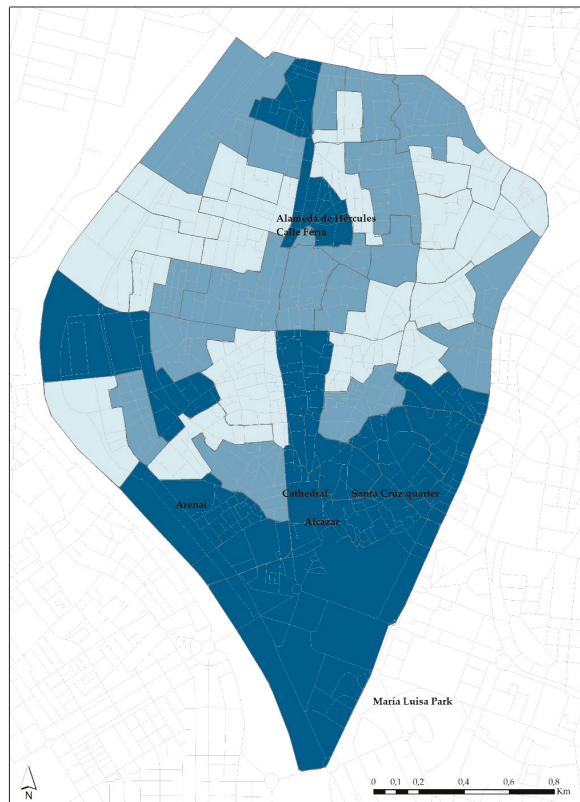 Alameda de Hércules
Calle Féria
Cathedral
Santa Cruz quarter
Arenal
Alcazar
María Luisa Park
N
0 0,1 0,2 0,4 0,6 0,8
Km